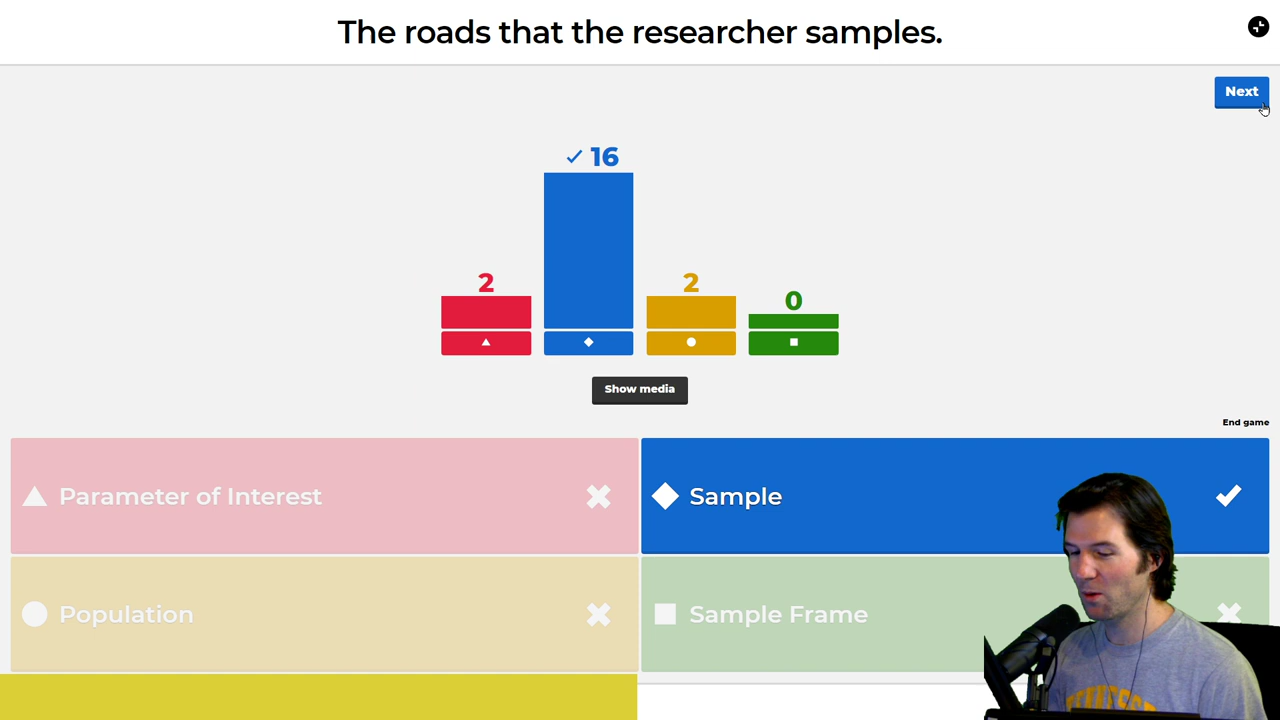 The roads that the researcher samples.
Next
16
2
2
0
Show media
End game
Parameter of Interest
Sample
Population
Sample Frame